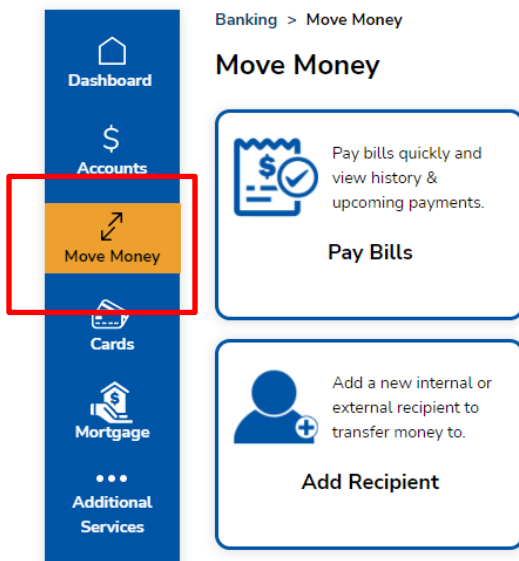 Banking > Move Money
Move Money
Dashboard
$
Accounts
Move Money
Cards
$
Mortgage
Additional
Services
$
Pay bills quickly and
view history &
upcoming payments.
Pay Bills
Add a new internal or
external recipient to
transfer money to.
Add Recipient